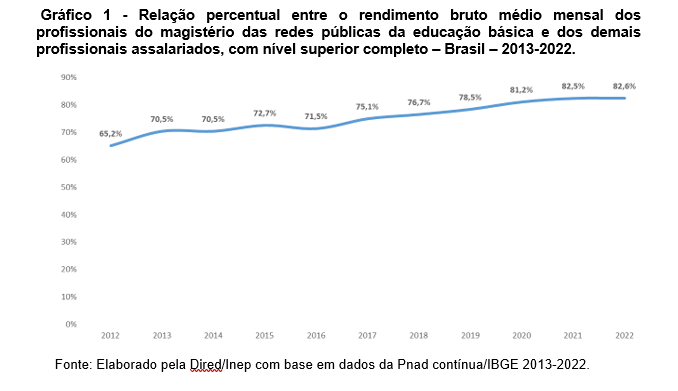 Gráfico 1 - Relação percentual entre o rendimento bruto médio mensal dos
profissionais do magistério das redes públicas da educação básica e dos demais
profissionais assalariados, com nível superior completo – Brasil – 2013-2022.
90%
80%
70%
60%
50%
40%
30%
20%
10%
0%
65,2% 70,5% 70,5% 72,7% 71,5% 75,1% 76,7% 78,5% 81,2% 82,5% 82,6%
2012 2013 2014 2015 2016 2017 2018 2019 2020 2021 2022
Fonte: Elaborado pela Dired/Inep com base em dados da Pnad contínua/IBGE 2013-2022.